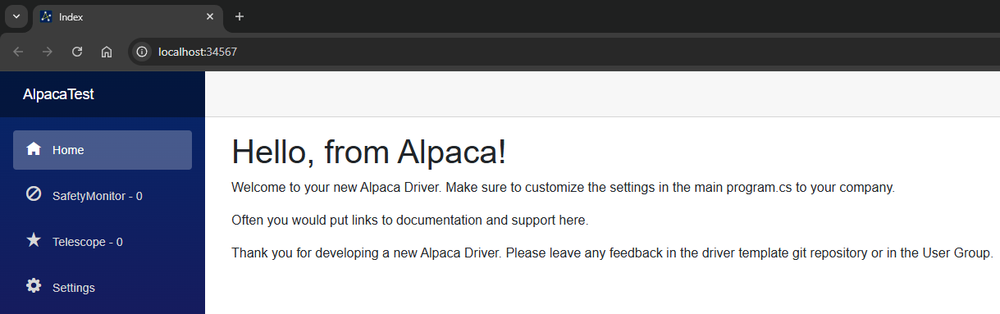 Index
localhost:34567
AlpacaTest
Home
SafetyMonitor - 0
Telescope - 0
Settings
Hello, from Alpaca!
Welcome to your new Alpaca Driver. Make sure to customize the settings in the main program.cs to your company.
Often you would put links to documentation and support here.
Thank you for developing a new Alpaca Driver. Please leave any feedback in the driver template git repository or in the User Group.